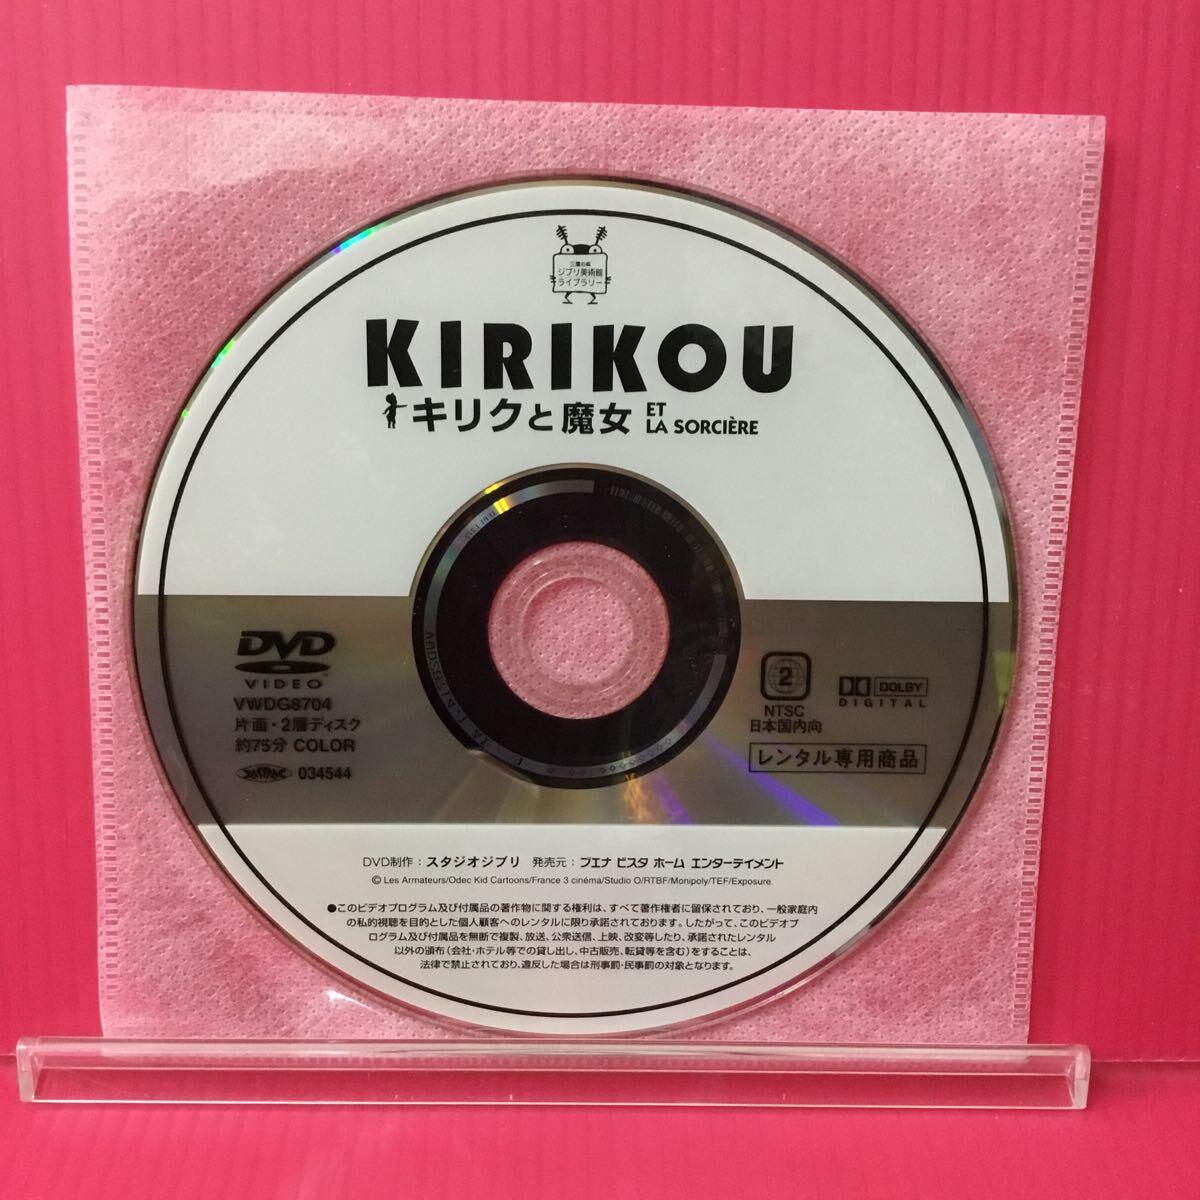 三鷹の森
ジブリ美術館
ライブラリー
KIRIKOU
キリクと魔女 ET
LA SORCIÈRE
DVD
VIDEO
VWDG8704
片面・2層ディスク
約75分 COLOR
034544
2
NTSC
日本国内向
DOLBY
DIGITAL
レンタル専用商品
DVD制作：スタジオジブリ 発売元：ブエナ ビスタ ホーム エンターテイメント
© Les Armateurs/Odec Kid Cartoons/France 3 cinéma/Studio O/RTBF/Monipoly/TEF/Exposure.
●このビデオプログラム及び付属品の著作物に関する権利は、すべて著作権者に留保されており、一般家庭内
の私的視聴を目的とした個人顧客へのレンタルに限り承諾されております。したがって、このビデオプ
ログラム及び付属品を無断で複製、放送、公衆送信、上映、改変等したり、承諾されたレンタル
以外の頒布（会社・ホテル等での貸し出し、中古販売、転貸等を含む）をすることは、
法律で禁止されており、違反した場合は刑事罰・民事罰の対象となります。